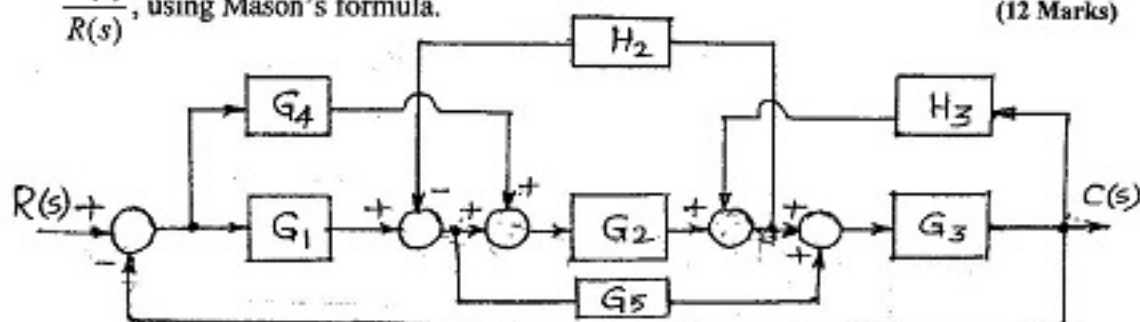 R(s), using Mason's formula.
(12 Marks)
H2
G4
H3
R(s) + G1 + - + + G2 + + G3 C(s)
- +
G5